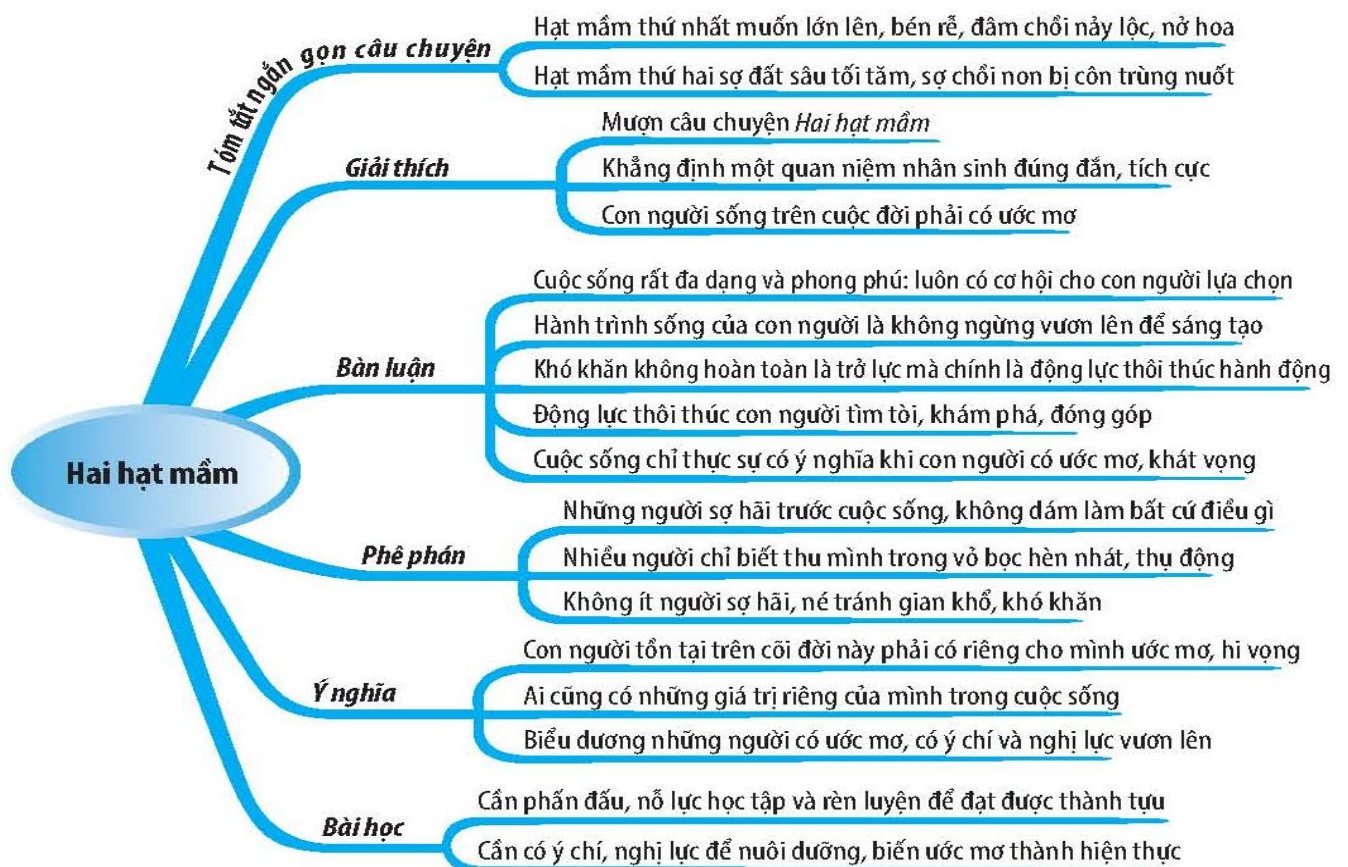 Tóm tắt ngắn gọn câu chuyện
Hạt mầm thứ nhất muốn lớn lên, bén rễ, đâm chồi nảy lộc, nở hoa
Hạt mầm thứ hai sợ đất sâu tối tăm, sợ chồi non bị côn trùng nuốt
Giải thích
Mượn câu chuyện Hai hạt mầm
Khẳng định một quan niệm nhân sinh đúng đắn, tích cực
Con người sống trên cuộc đời phải có ước mơ
Bàn luận
Cuộc sống rất đa dạng và phong phú: luôn có cơ hội cho con người lựa chọn
Hành trình sống của con người là không ngừng vươn lên để sáng tạo
Khó khăn không hoàn toàn là trở lực mà chính là động lực thôi thúc hành động
Động lực thôi thúc con người tìm tòi, khám phá, đóng góp
Cuộc sống chỉ thực sự có ý nghĩa khi con người có ước mơ, khát vọng
Hai hạt mầm
Phê phán
Những người sợ hãi trước cuộc sống, không dám làm bất cứ điều gì
Nhiều người chỉ biết thu mình trong vỏ bọc hèn nhát, thụ động
Không ít người sợ hãi, né tránh gian khổ, khó khăn
Ý nghĩa
Con người tồn tại trên cõi đời này phải có riêng cho mình ước mơ, hi vọng
Ai cũng có những giá trị riêng của mình trong cuộc sống
Biểu dương những người có ước mơ, có ý chí và nghị lực vươn lên
Bài học
Cần phấn đấu, nỗ lực học tập và rèn luyện để đạt được thành tựu
Cần có ý chí, nghị lực để nuôi dưỡng, biến ước mơ thành hiện thực